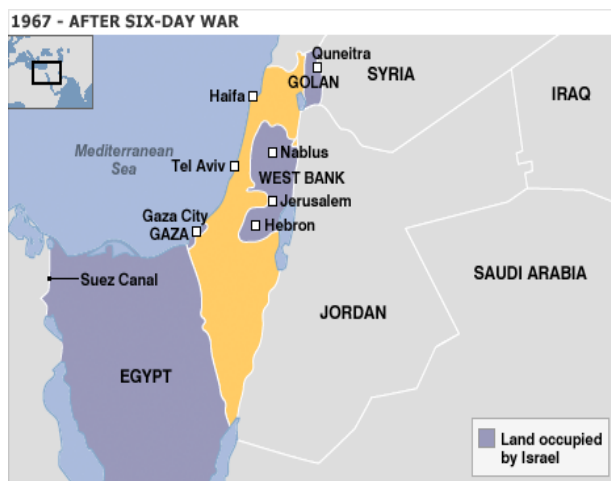 1967 - AFTER SIX-DAY WAR
Quneitra
GOLAN
SYRIA
IRAQ
Haifa
Mediterranean
Sea
Nablus
Tel Aviv
WEST BANK
Jerusalem
Gaza City
GAZA
Hebron
Suez Canal
SAUDI ARABIA
JORDAN
EGYPT
Land occupied
by Israel